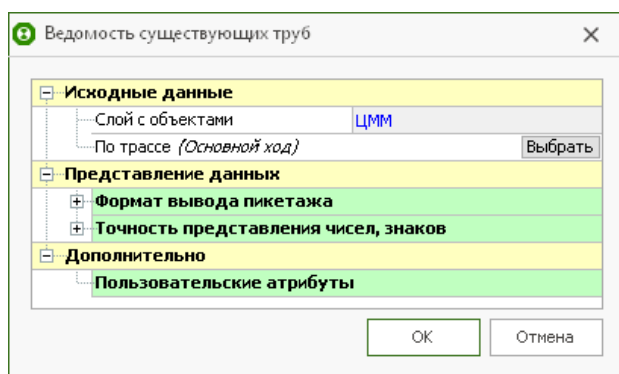 Ведомость существующих труб
Исходные данные
Слой с объектами ЦММ
По трассе (Основной ход) Выбрать
Представление данных
Формат вывода пикетажа
Точность представления чисел, знаков
Дополнительно
Пользовательские атрибуты
ОК Отмена